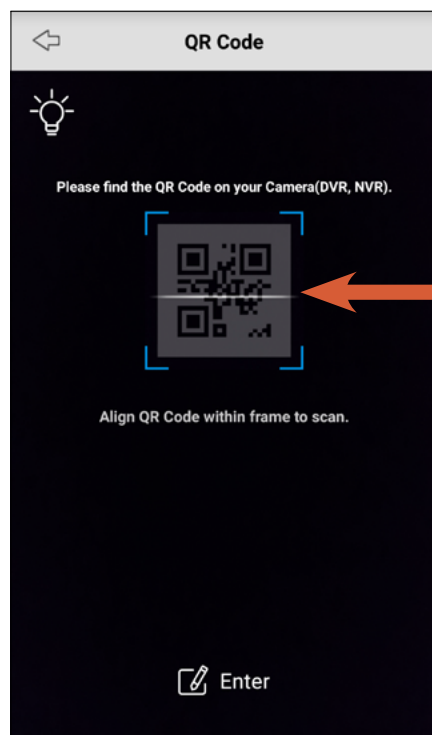 QR Code
Please find the QR Code on your Camera(DVR, NVR).
Align QR Code within frame to scan.
Enter